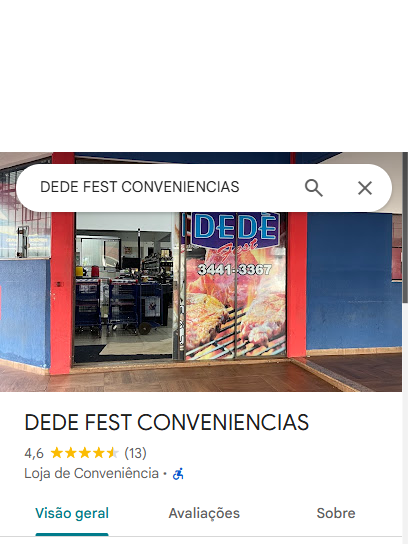 DEDE FEST CONVENIENCIAS
DEDÉ
Fest
3441-3367
DEDE FEST CONVENIENCIAS
4,6 (13)
Loja de Conveniência ·
Visão geral Avaliações Sobre